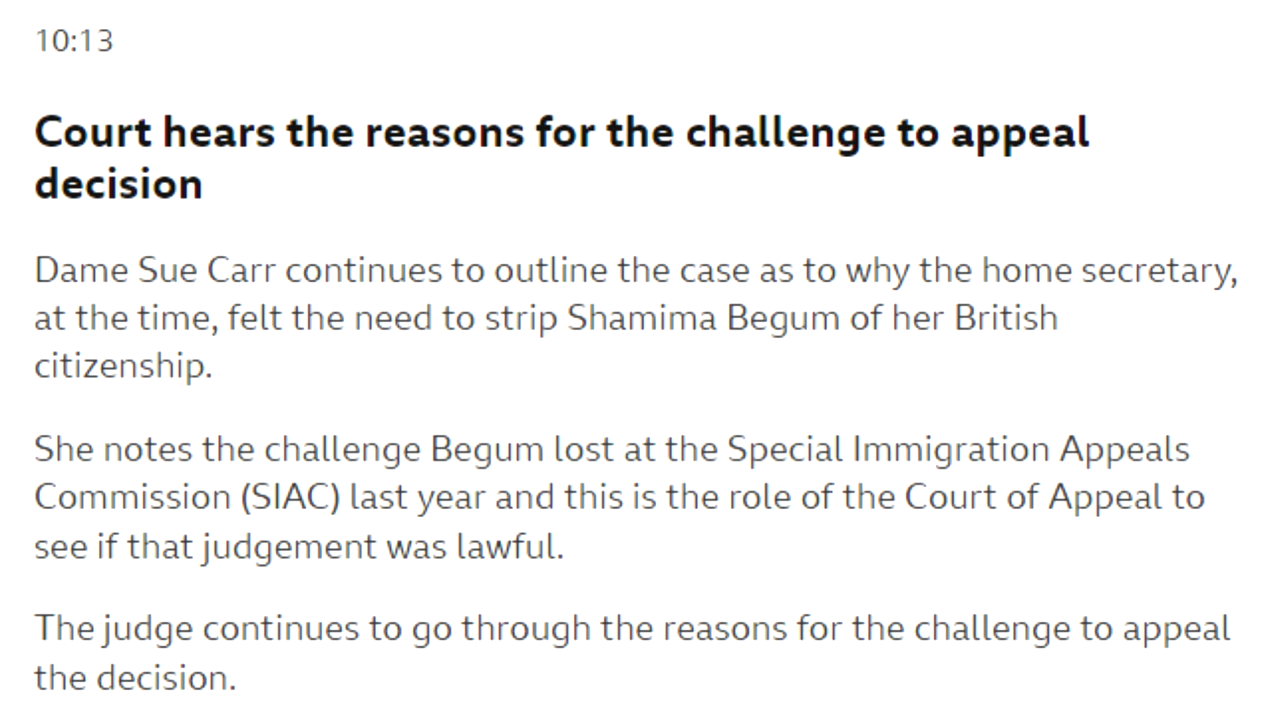 10:13
Court hears the reasons for the challenge to appeal
decision
Dame Sue Carr continues to outline the case as to why the home secretary,
at the time, felt the need to strip Shamima Begum of her British
citizenship.
She notes the challenge Begum lost at the Special Immigration Appeals
Commission (SIAC) last year and this is the role of the Court of Appeal to
see if that judgement was lawful.
The judge continues to go through the reasons for the challenge to appeal
the decision.